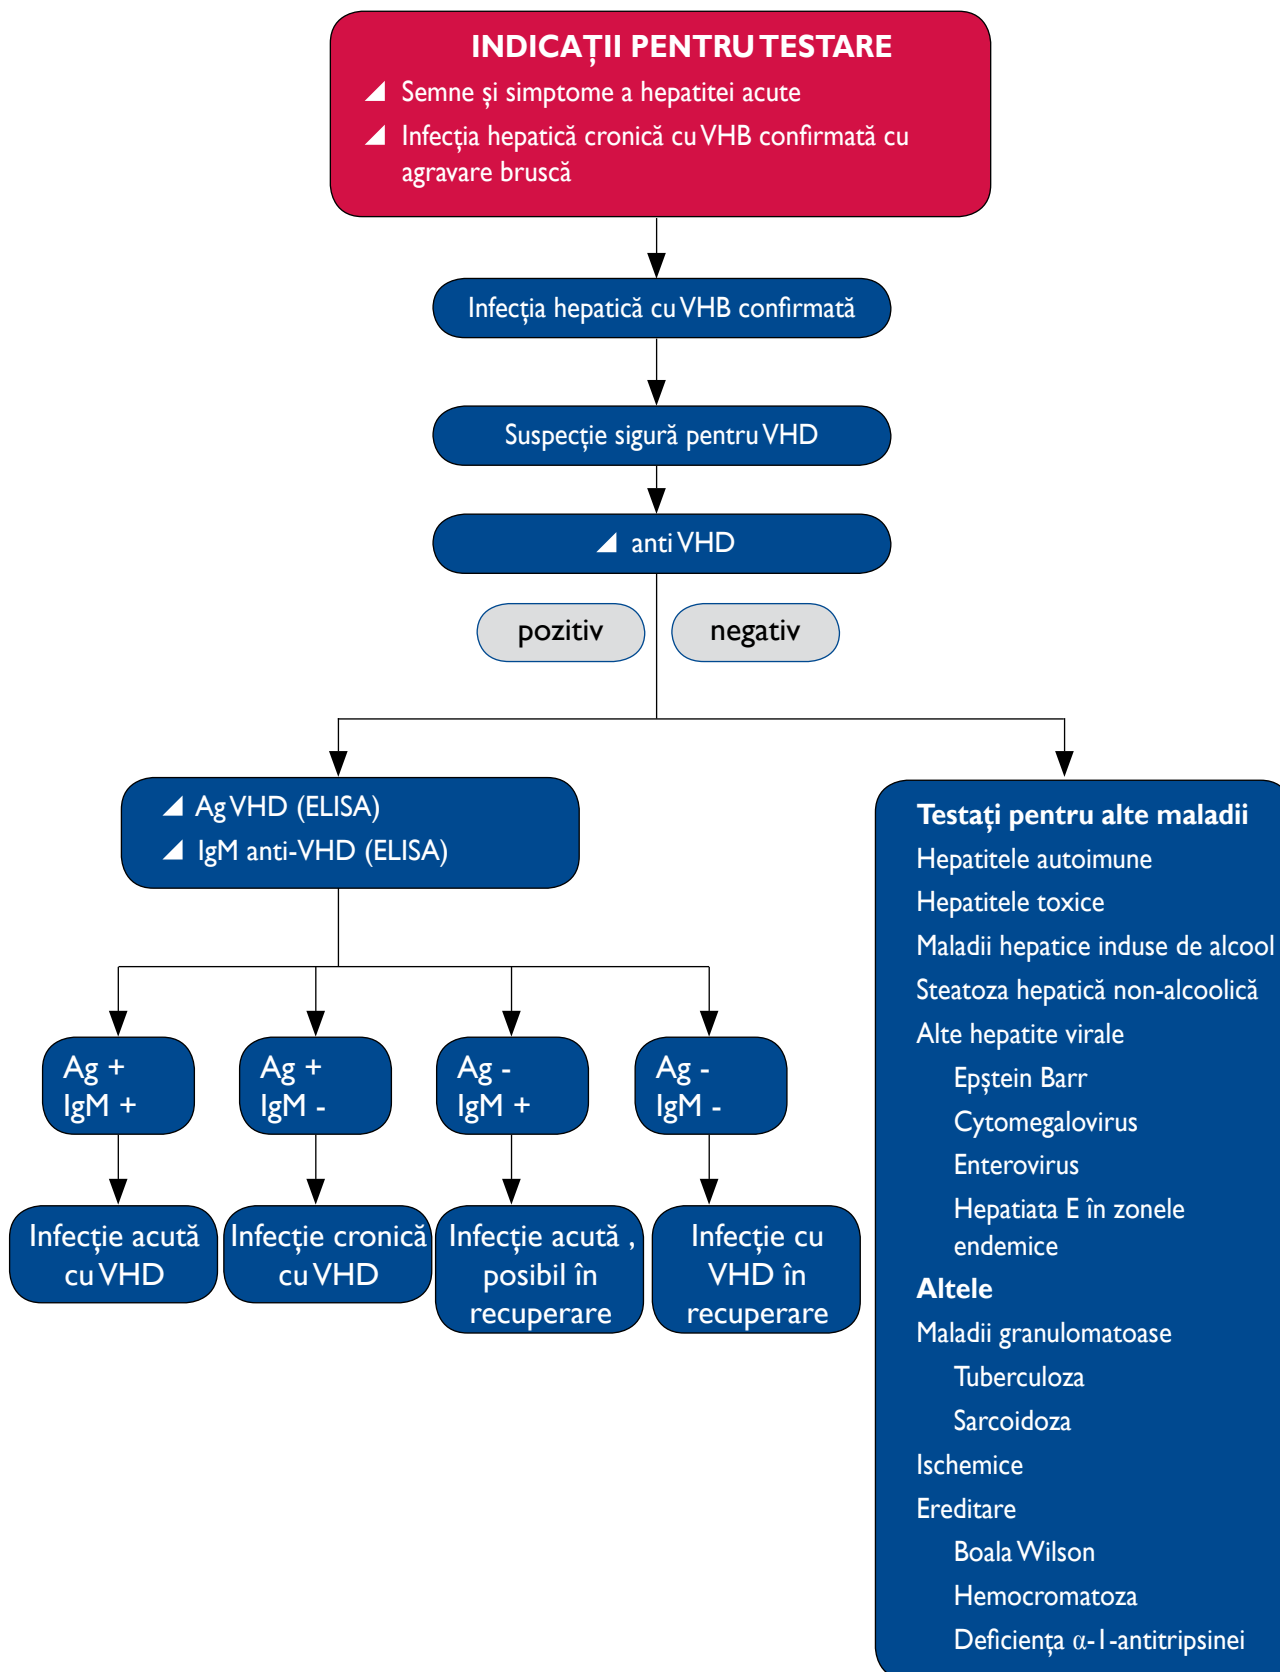 INDICAȚII PENTRU TESTARE
Semne și simptome a hepatitei acute
Infecția hepatică cronică cu VHB confirmată cu
agravare bruscă
Infecția hepatică cu VHB confirmată
Suspecție sigură pentru VHD
anti VHD
pozitiv
negativ
Ag VHD (ELISA)
IgM anti-VHD (ELISA)
Ag +
IgM +
Ag +
IgM -
Ag -
IgM +
Ag -
IgM -
Infecție acută
cu VHD
Infecție cronică
cu VHD
Infecție acută ,
posibil în
recuperare
Infecție cu
VHD în
recuperare
Testați pentru alte maladii
Hepatitele autoimune
Hepatitele toxice
Maladii hepatice induse de alcool
Steatoza hepatică non-alcoolică
Alte hepatite virale
Epștein Barr
Cytomegalovirus
Enterovirus
Hepatiata E în zonele
endemice
Altele
Maladii granulomatoase
Tuberculoza
Sarcoidoza
Ischemice
Ereditare
Boala Wilson
Hemocromatoza
Deficiența α-1-antitripsinei